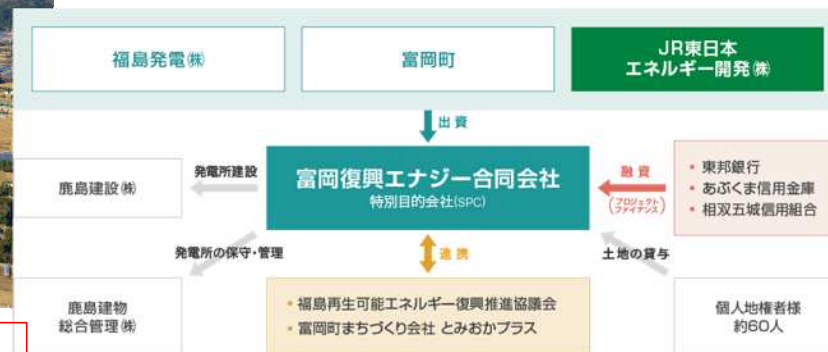 福島発電㈱
富岡町
JR東日本
エネルギー開発㈱
出資
鹿島建設㈱
発電所建設
富岡復興エナジー合同会社
特別目的会社(SPC)
融資
(プロジェクト
ファイナンス)
• 東邦銀行
• あぶくま信用金庫
• 相双五城信用組合
発電所の保守・管理
連携
土地の貸与
鹿島建物
総合管理㈱
• 福島再生可能エネルギー復興推進協議会
• 富岡町まちづくり会社 とみおかプラス
個人地権者様
約60人